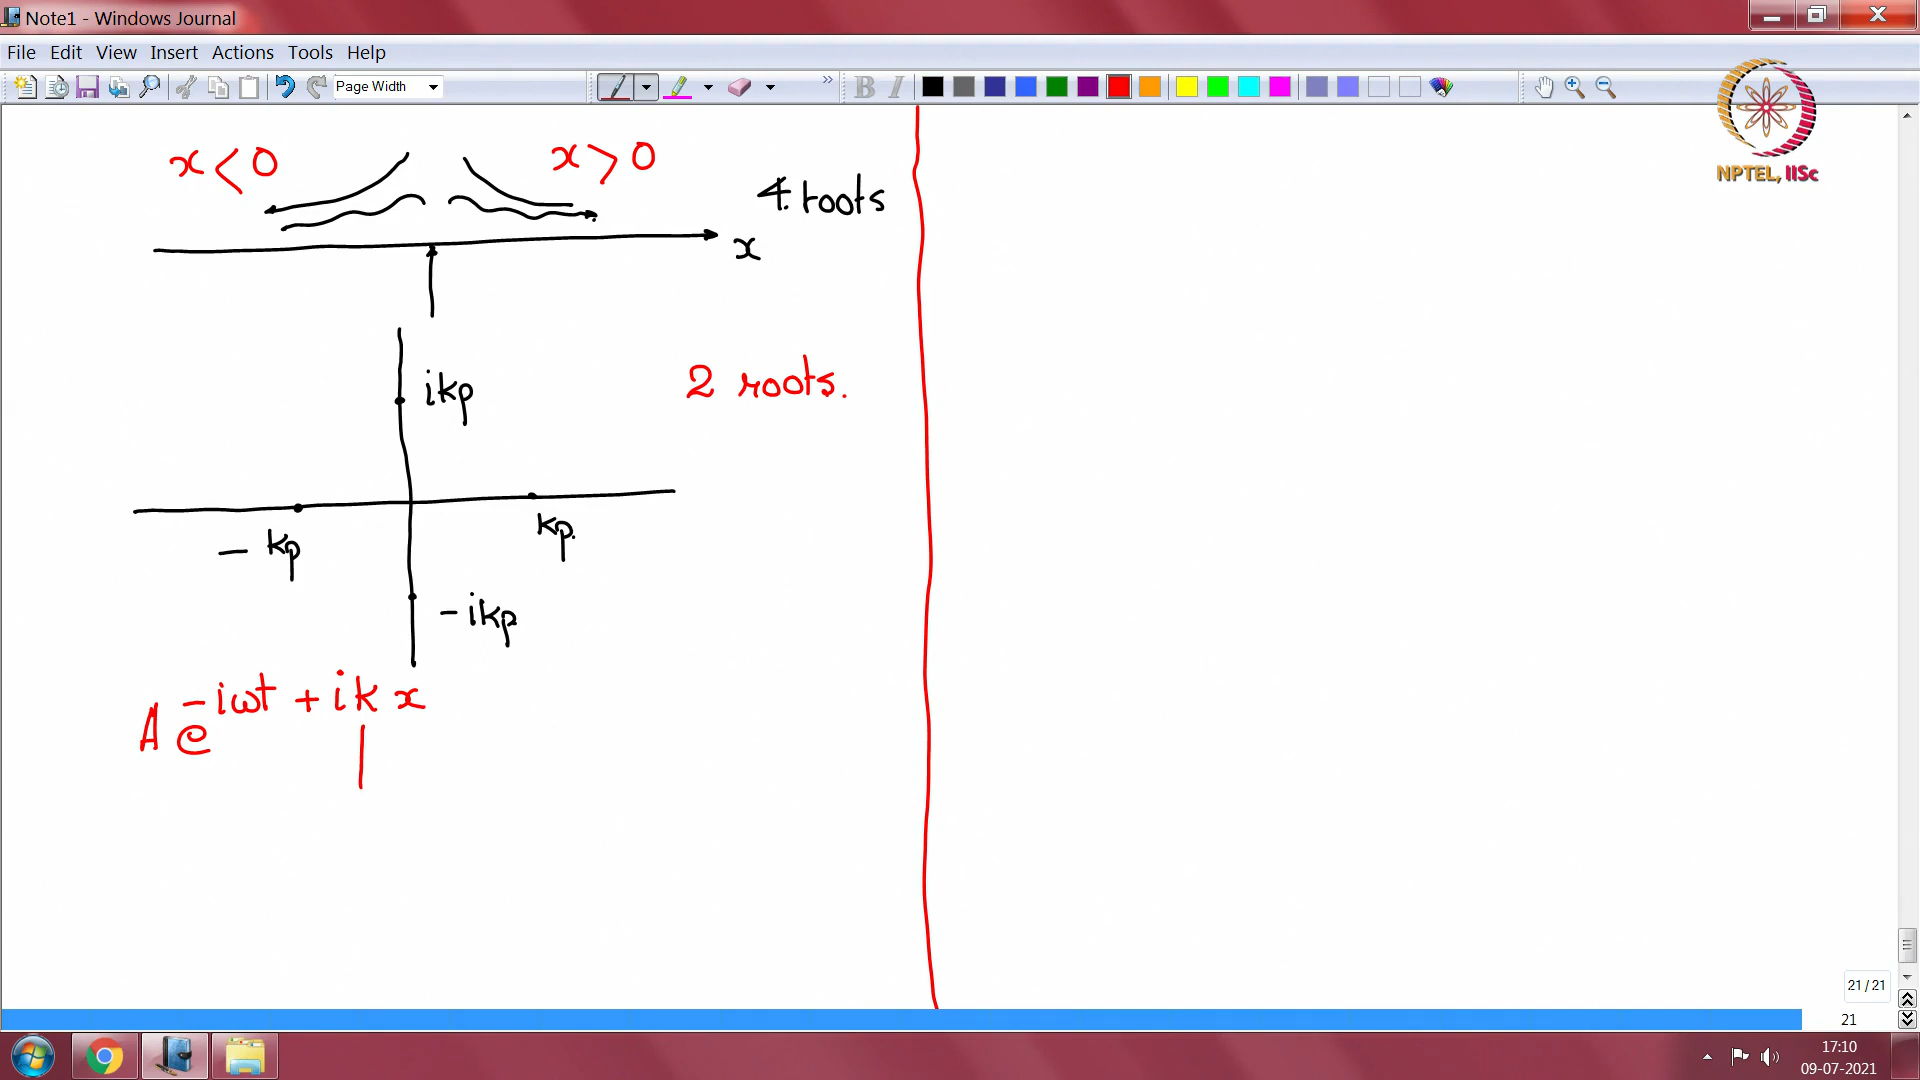 Note1 - Windows Journal
File Edit View Insert Actions Tools Help
Page Width
B I
NPTEL, IISc
x < 0
x > 0
4 roots
x
ikp
2 roots.
- kp
kp.
-ikp
A e^{-iωt + ik x}
21 / 21
21
17:10
09-07-2021